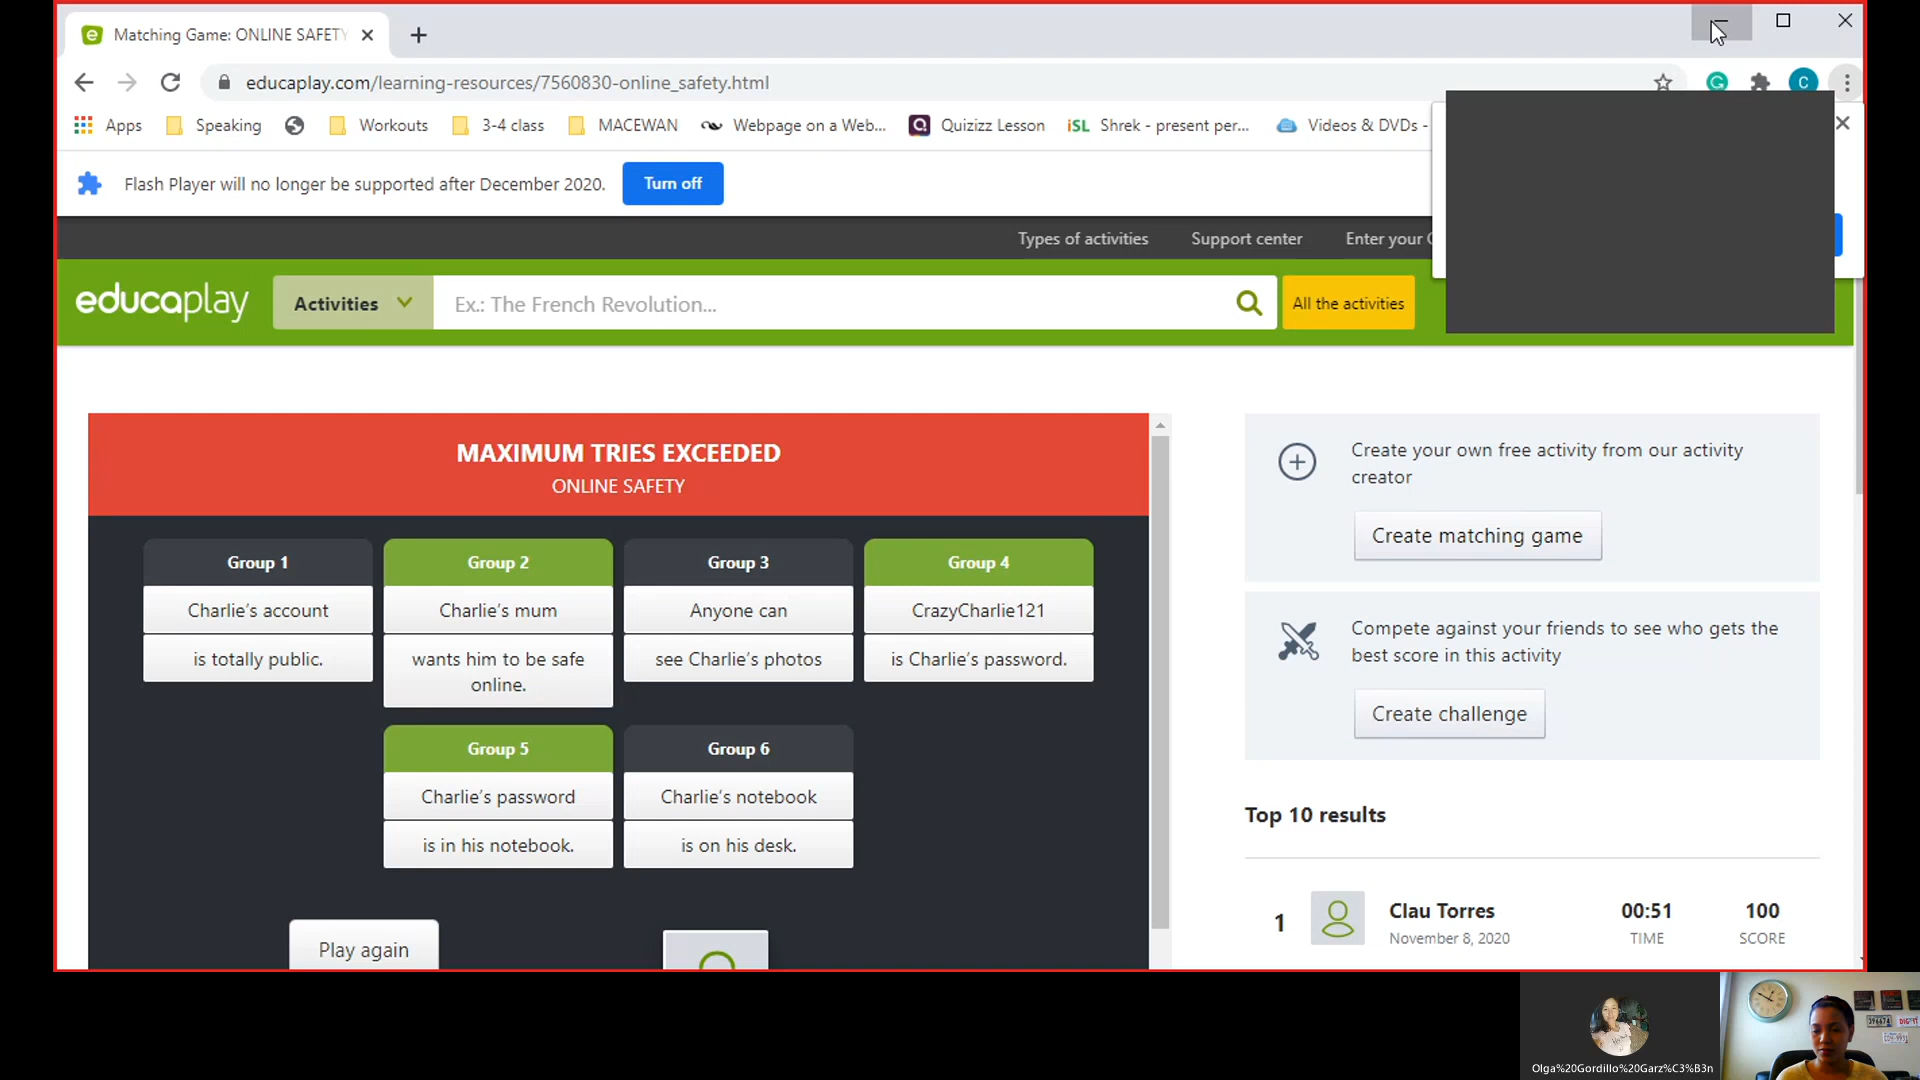 Matching Game: ONLINE SAFETY
educaplay.com/learning-resources/7560830-online_safety.html
C
Apps Speaking Workouts 3-4 class MACEWAN Webpage on a Web... Quizizz Lesson iSL Shrek - present per... Videos & DVDs -
Flash Player will no longer be supported after December 2020. Turn off
Types of activities Support center Enter your
educaplay Activities Ex.: The French Revolution... All the activities
MAXIMUM TRIES EXCEEDED
ONLINE SAFETY
Group 1 Group 2 Group 3 Group 4
Charlie's account Charlie's mum Anyone can CrazyCharlie121
is totally public. wants him to be safe online. see Charlie's photos is Charlie's password.
Group 5 Group 6
Charlie's password Charlie's notebook
is in his notebook. is on his desk.
Play again
Create your own free activity from our activity
creator
Create matching game
Compete against your friends to see who gets the
best score in this activity
Create challenge
Top 10 results
1 Clau Torres 00:51 100
November 8, 2020 TIME SCORE
Olga%20Gordillo%20Garz%C3%B3n